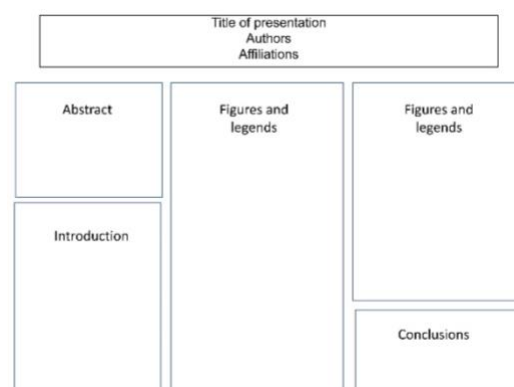 Title of presentation
Authors
Affiliations
Abstract
Introduction
Figures and
legends
Figures and
legends
Conclusions